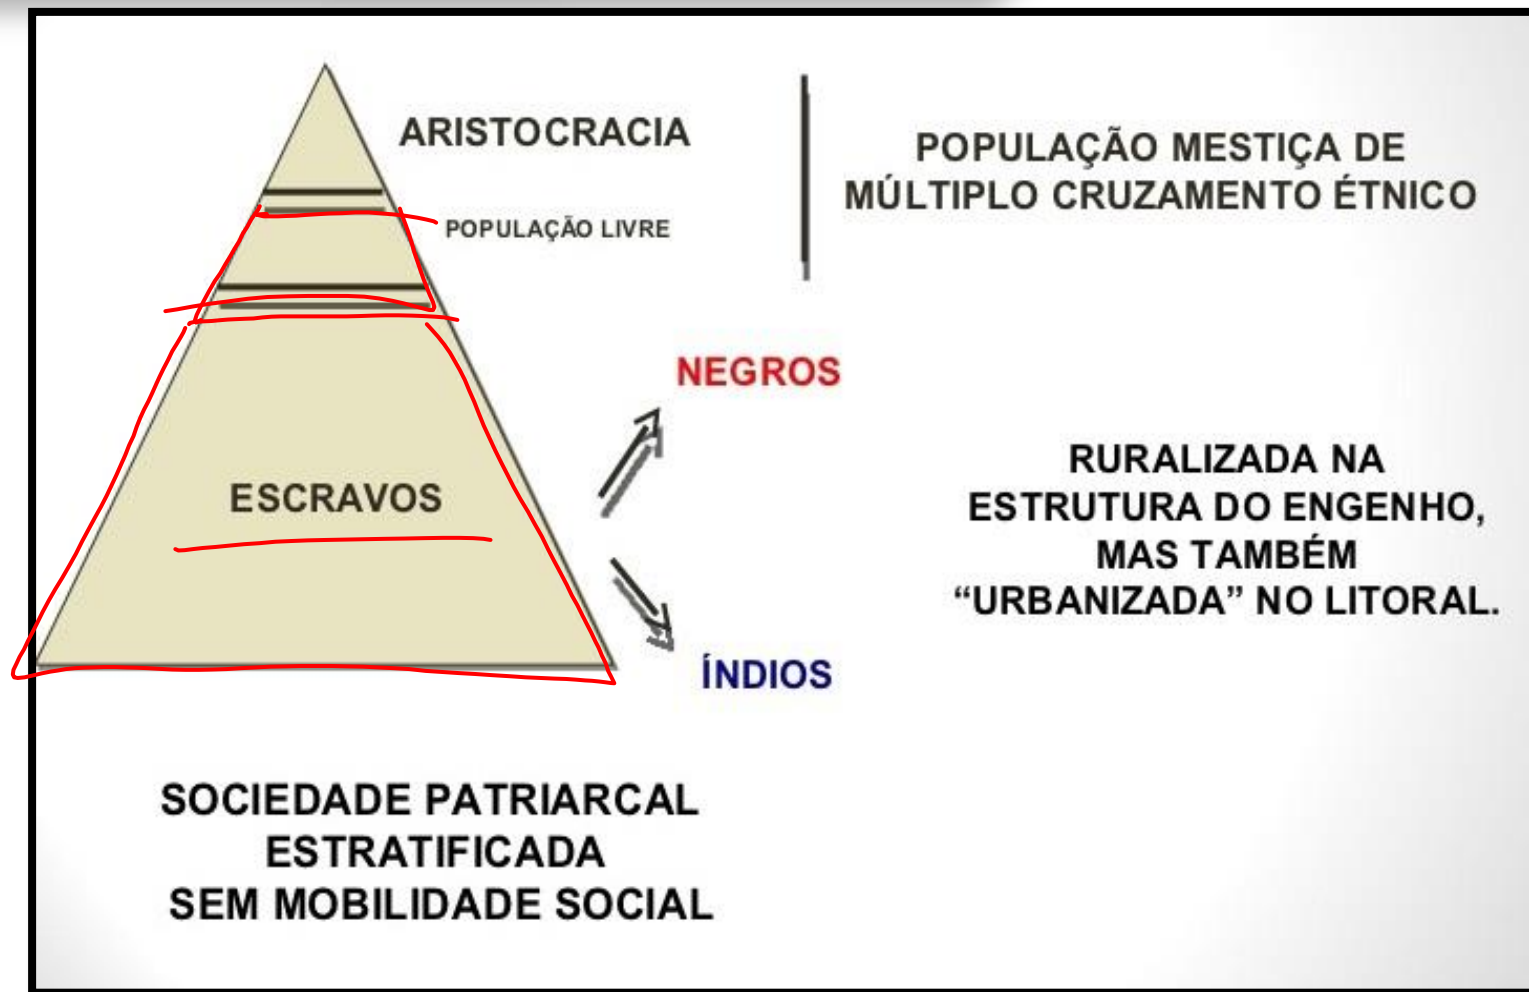 ARISTOCRACIA
POPULAÇÃO LIVRE
POPULAÇÃO MESTIÇA DE
MÚLTIPLO CRUZAMENTO ÉTNICO
NEGROS
ESCRAVOS
ÍNDIOS
RURALIZADA NA
ESTRUTURA DO ENGENHO,
MAS TAMBÉM
“URBANIZADA” NO LITORAL.
SOCIEDADE PATRIARCAL
ESTRATIFICADA
SEM MOBILIDADE SOCIAL